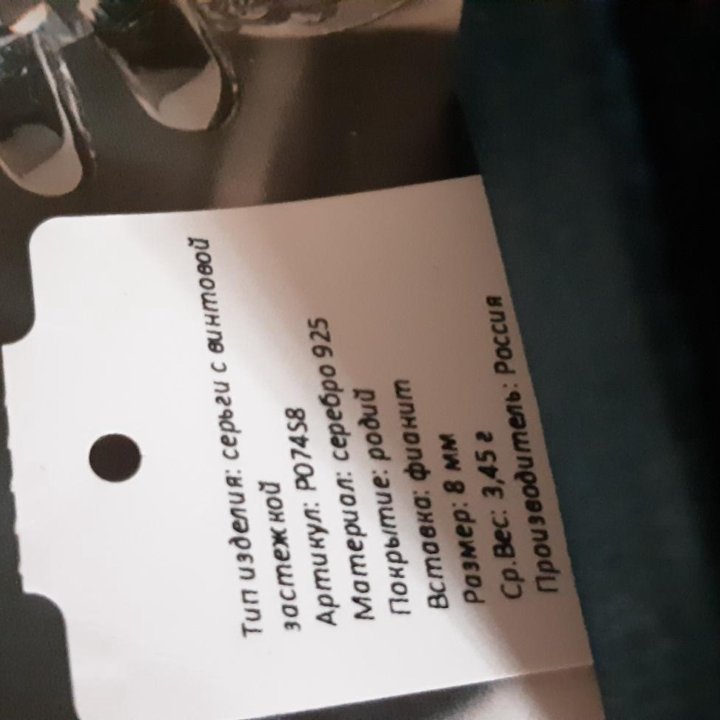 Тип изделия: серьги с винтовой
застежкой
Артикул: P074S8
Материал: серебро 925
Покрытие: родий
Вставка: фианит
Размер: 8 мм
Ср.Вес: 3,45 г
Производитель: Россия